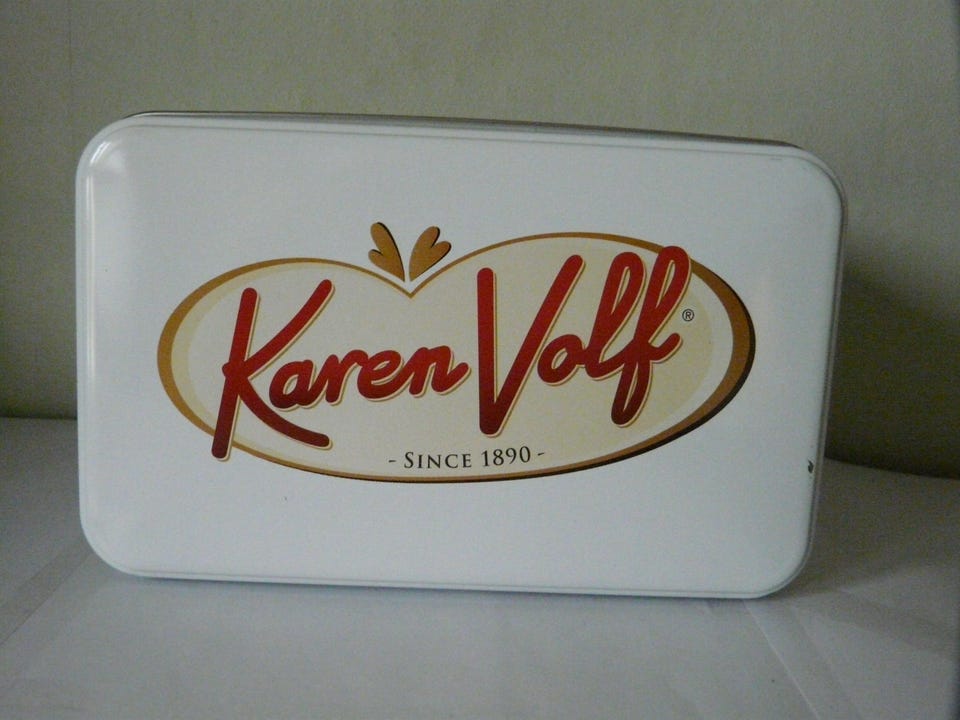 Karen Volf®
- SINCE 1890 -